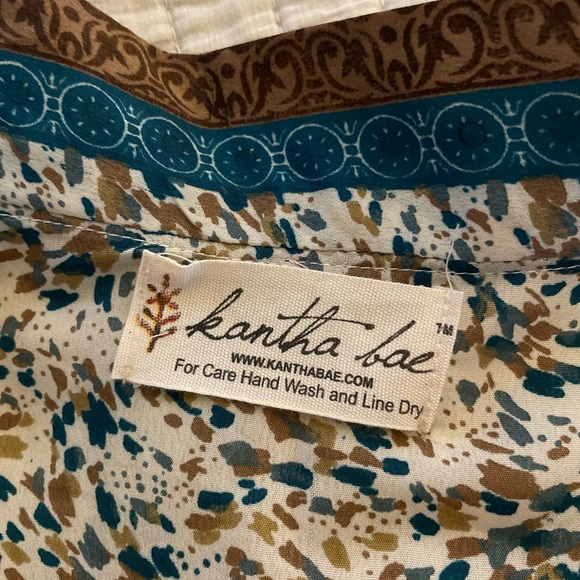 kantha bae TM
WWW.KANTHABAE.COM
For Care Hand Wash and Line Dry